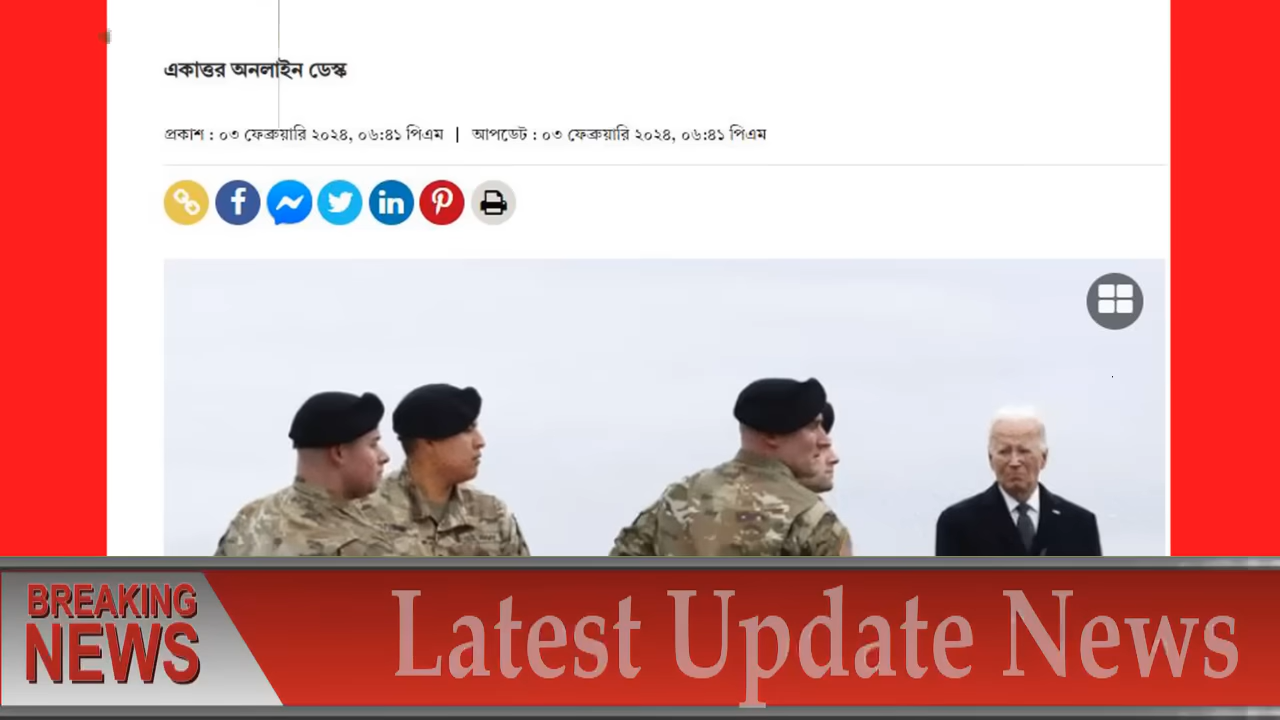 একাত্তর অনলাইন ডেস্ক
প্রকাশ : ০৩ ফেব্রুয়ারি ২০২৪, ০৬:৪১ পিএম | আপডেট : ০৩ ফেব্রুয়ারি ২০২৪, ০৬:৪১ পিএম
BREAKING
NEWS
Latest Update News